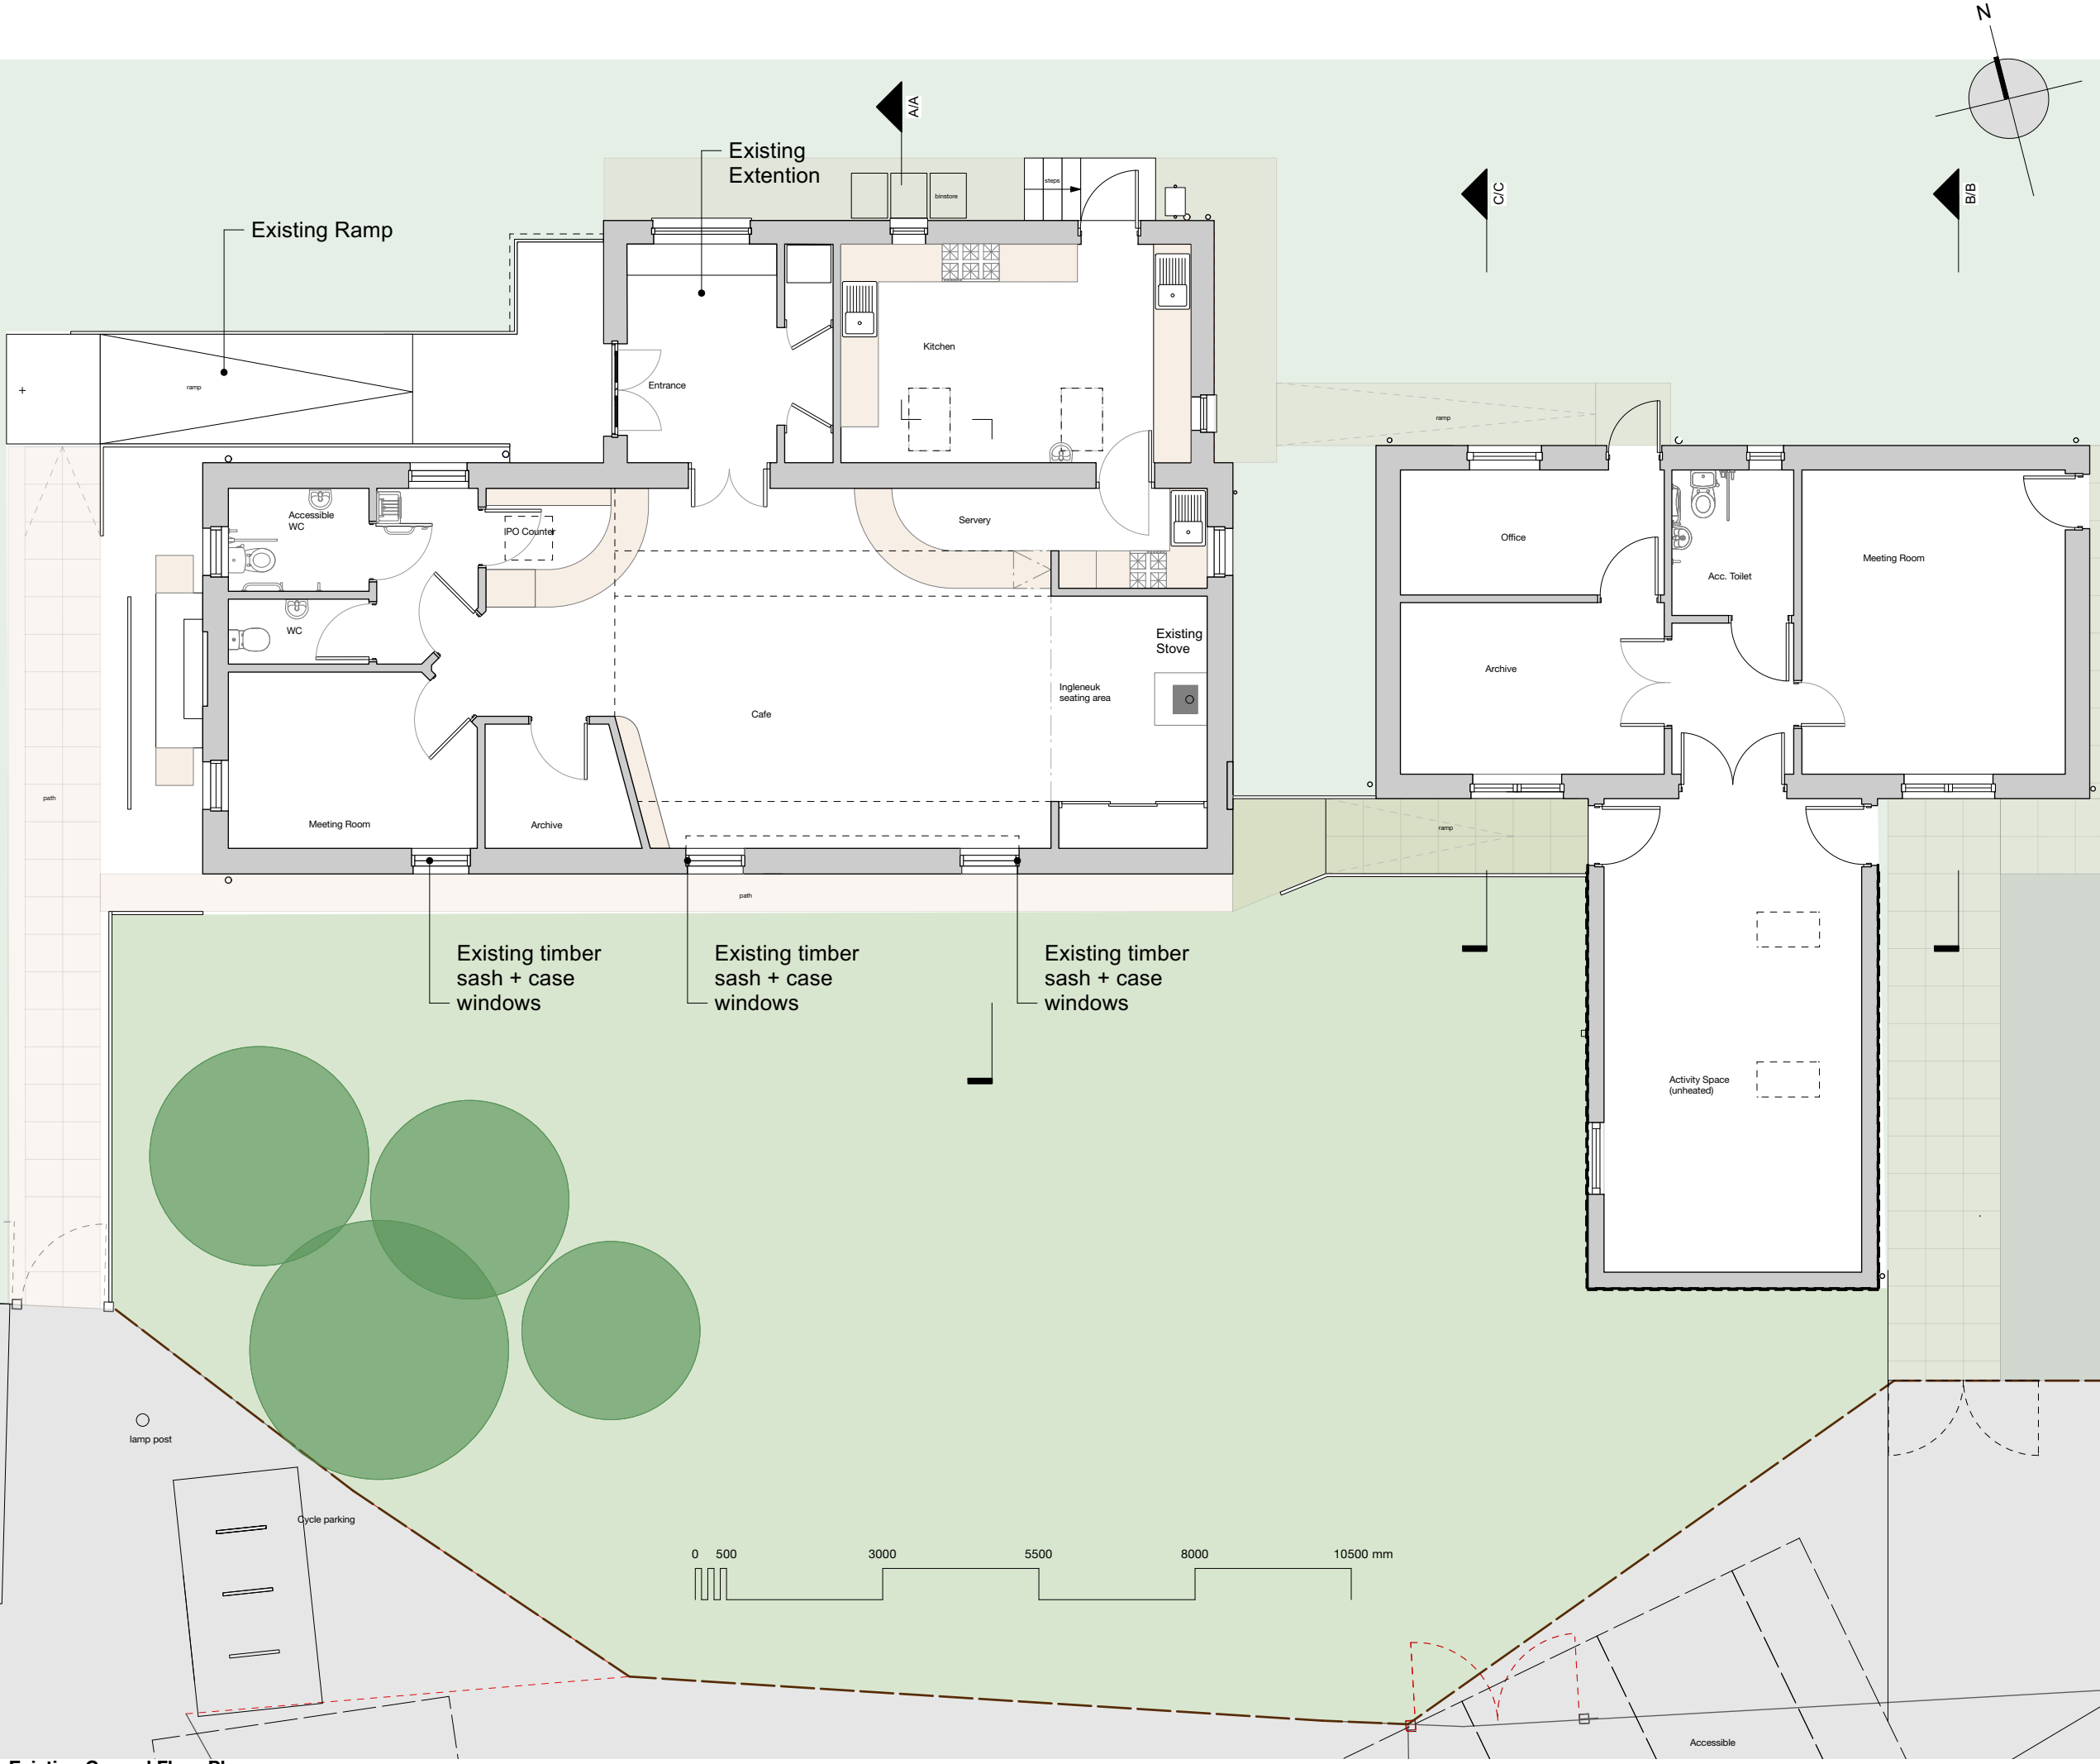 N
A/A
Existing
Extention
binstore
steps
C/C
B/B
Existing Ramp
ramp
Entrance
Kitchen
ramp
Accessible
WC
IPO Counter
Servery
Office
Acc. Toilet
Meeting Room
WC
Existing
Stove
Ingleneuk
seating area
Archive
Cafe
path
Meeting Room
Archive
ramp
path
Existing timber
sash + case
windows
Existing timber
sash + case
windows
Existing timber
sash + case
windows
Activity Space
(unheated)
lamp post
Cycle parking
0 500 3000 5500 8000 10500 mm
Accessible